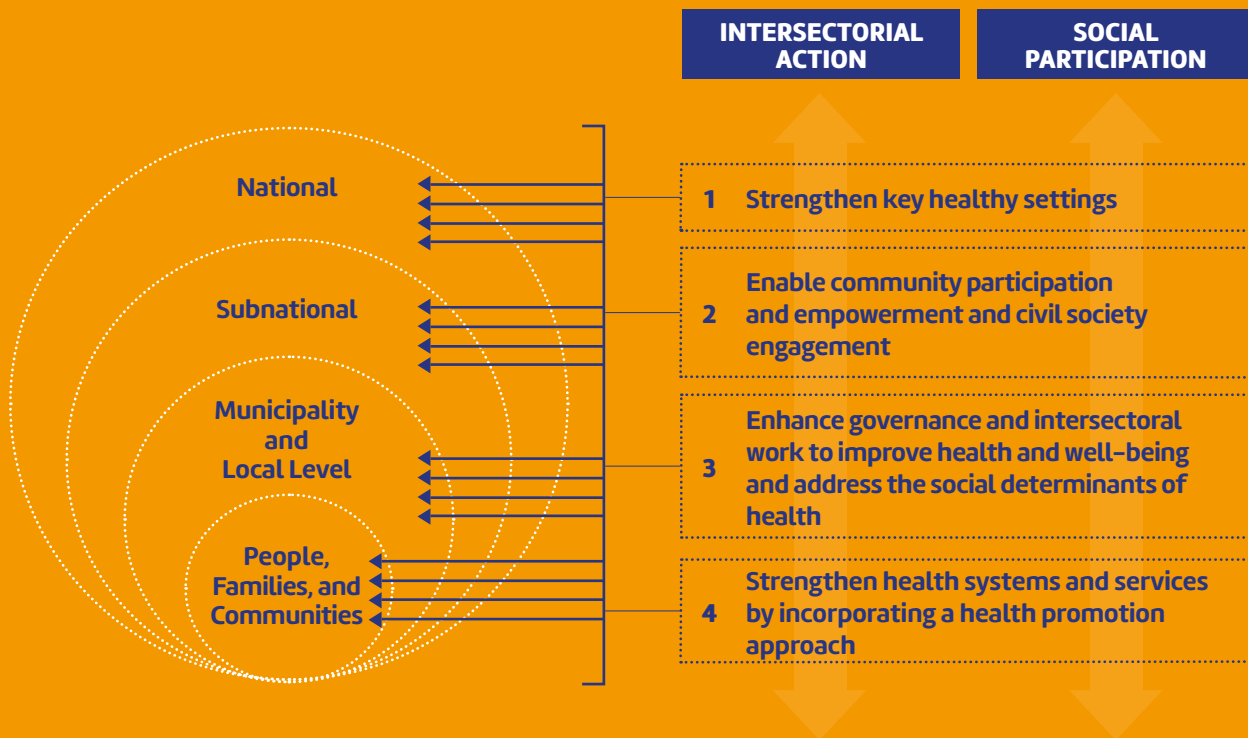 INTERSECTORIAL
ACTION
SOCIAL
PARTICIPATION
National
Subnational
Municipality
and
Local Level
People,
Families, and
Communities
1 Strengthen key healthy settings
2 Enable community participation
and empowerment and civil society
engagement
3 Enhance governance and intersectoral
work to improve health and well-being
and address the social determinants of
health
4 Strengthen health systems and services
by incorporating a health promotion
approach